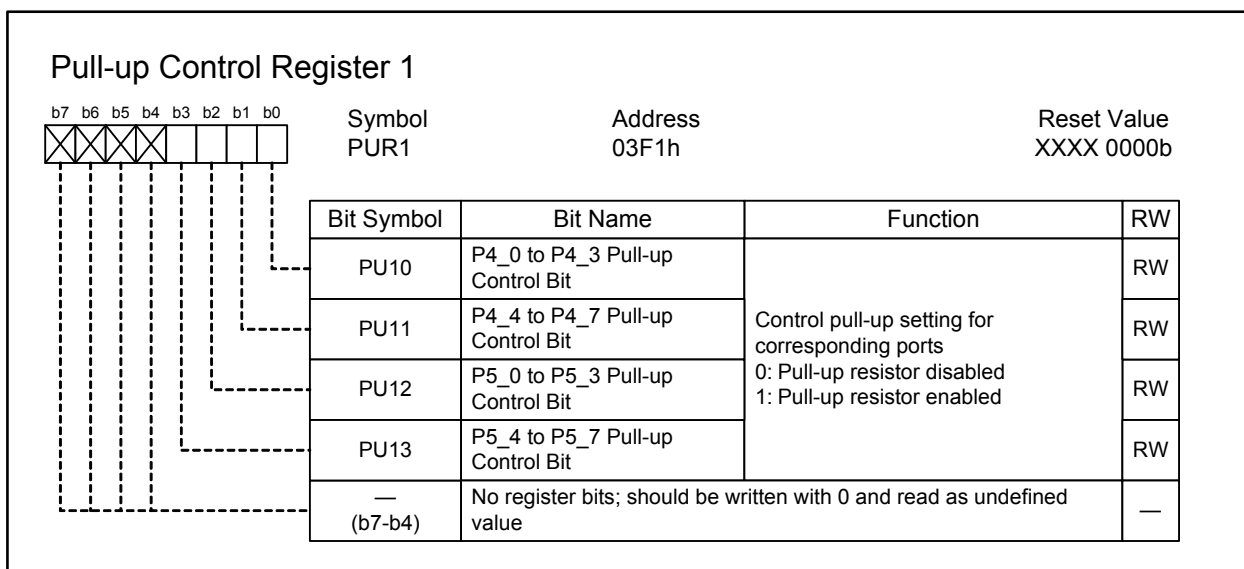 Pull-up Control Register 1
b7 b6 b5 b4 b3 b2 b1 b0
Symbol Address Reset Value
PUR1 03F1h XXXX 0000b
Bit Symbol Bit Name Function RW
PU10 P4_0 to P4_3 Pull-up
Control Bit RW
PU11 P4_4 to P4_7 Pull-up
Control Bit RW
PU12 P5_0 to P5_3 Pull-up
Control Bit RW
PU13 P5_4 to P5_7 Pull-up
Control Bit RW
Control pull-up setting for
corresponding ports
0: Pull-up resistor disabled
1: Pull-up resistor enabled
—
(b7-b4)
No register bits; should be written with 0 and read as undefined
value
—